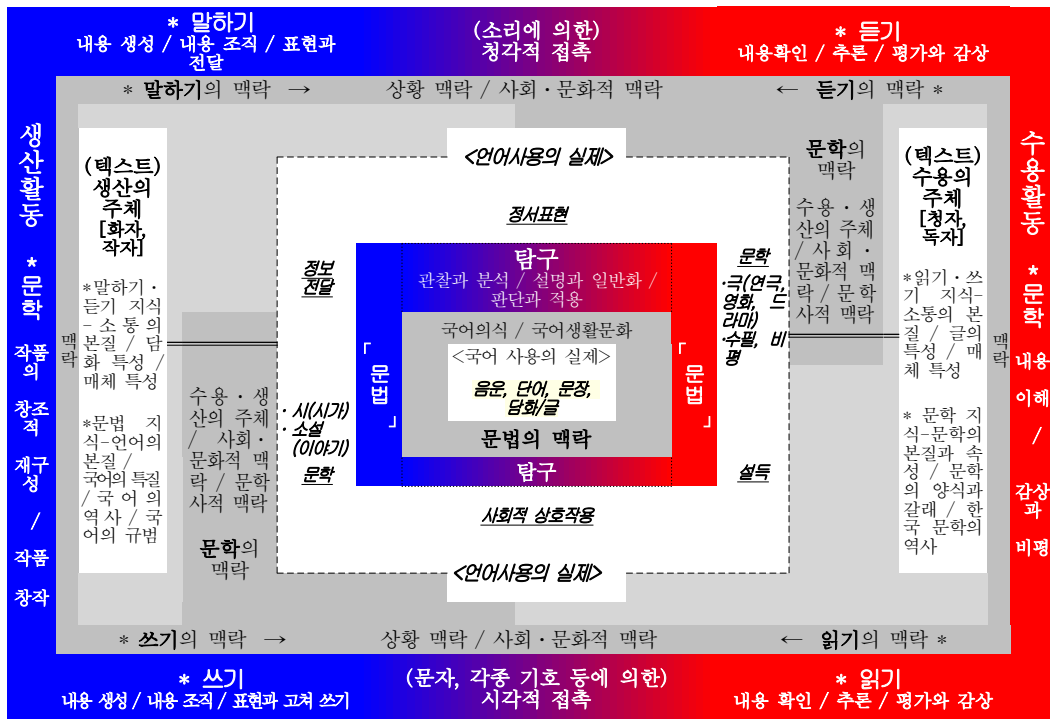 * 말하기
내용 생성 / 내용 조직 / 표현과
전달
(소리에 의한)
청각적 접촉
* 듣기
내용확인 / 추론 / 평가와 감상
* 말하기의 맥락 →
상황 맥락 / 사회·문화적 맥락
← 듣기의 맥락 *
생산활동
* 문학
작품의
창조적
재구성
/
작품
창작
맥락
(텍스트)
생산의
주체
[화자,
작자]
*말하기·
듣기 지식
- 소통의
본질 / 담
화 특성 /
매체 특성
*문법 지
식-언어의
본질 /
국어의 특질
/ 국 어 의
역 사 / 국
어의 규범
수용·생
산의 주체
/ 사회·
문화적 맥
락 / 문학
사적 맥락
문학의
맥락
<언어사용의 실제>
정서표현
정보
전달
·시(시가)
·소설
(이야기)
문학
탐구
관찰과 분석 / 설명과 일반화 /
판단과 적용
국어의식 / 국어생활문화
<국어 사용의 실제>
음운, 단어, 문장,
담화/글
문법의 맥락
탐구
「문법」
「문법」
문학
·극(연극,
영화, 드
라마)
·수필, 비
평
설득
사회적 상호작용
<언어사용의 실제>
문학의
맥락
수용·생
산의 주체
/ 사회·
문화적 맥
락 / 문학
사적 맥락
(텍스트)
수용의
주체
[청자,
독자]
*읽기·쓰
기 지식-
소통의 본
질 / 글의
특성 / 매
체 특성
* 문학 지
식-문학의
본질과 속
성 / 문학
의 양식과
갈래 / 한
국 문학의
역사
맥락
수용활동
* 문학
내용
이해
/
감상과
비평
* 쓰기의 맥락 →
상황 맥락 / 사회·문화적 맥락
← 읽기의 맥락 *
* 쓰기
내용 생성 / 내용 조직 / 표현과 고쳐 쓰기
(문자, 각종 기호 등에 의한)
시각적 접촉
* 읽기
내용 확인 / 추론 / 평가와 감상